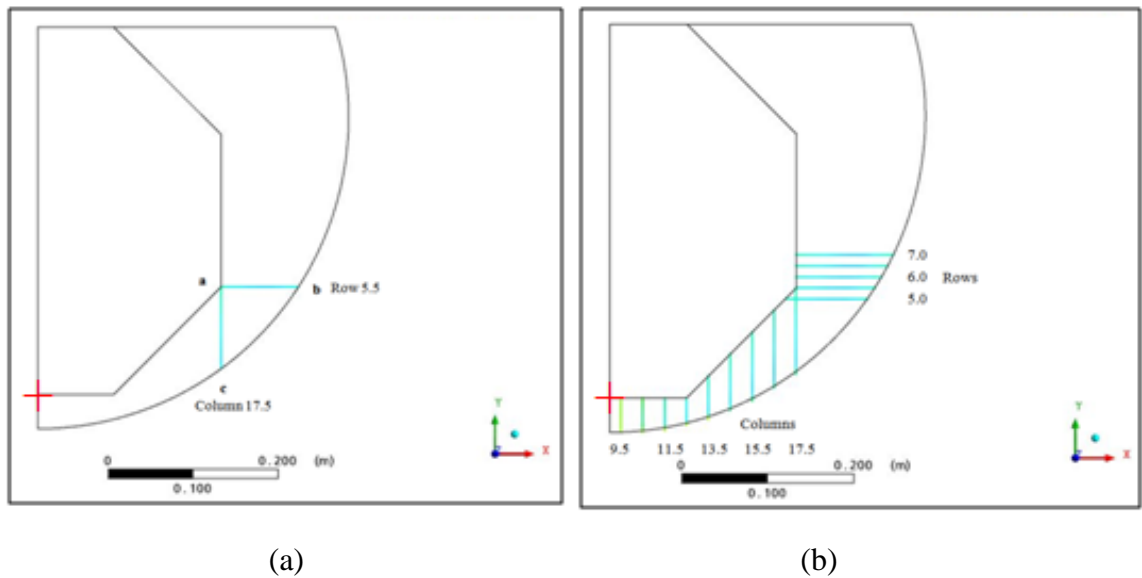 a
b Row 5.5
c
Column 17.5
0 0.200 (m)
0.100
Y
Z
X
(a)
7.0
6.0 Rows
5.0
Columns
9.5 11.5 13.5 15.5 17.5
0 0.200 (m)
0.100
Y
Z
X
(b)